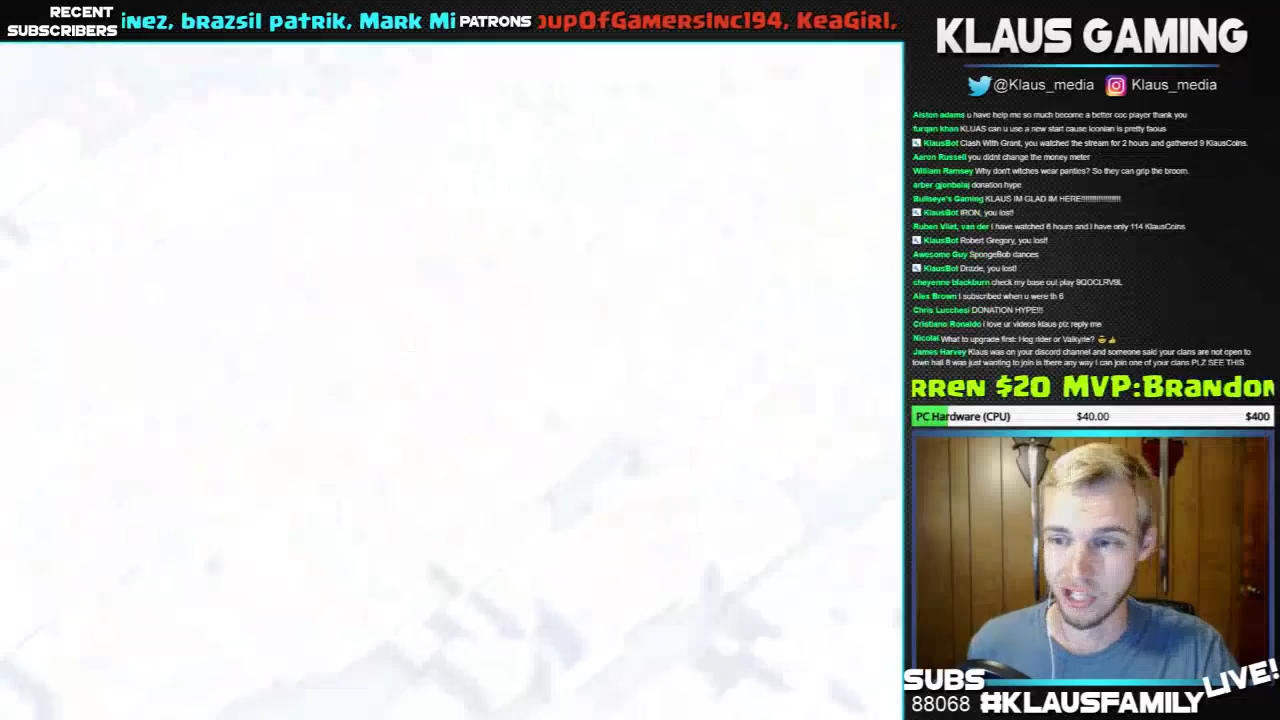 RECENT
SUBSCRIBERS
inez, brazsil patrik, Mark Mi
PATRONS
oupOfGamersInc194, KeaGirl,
KLAUS GAMING
@Klaus_media Klaus_media
Alston adams u have help me so much become a better coc player thank you
furqan khan KLUAS can u use a new start cause loonian is pretty faous
KlausBot Clash With Grant, you watched the stream for 2 hours and gathered 9 KlausCoins.
Aaron Russell you didnt change the money meter
William Ramsey Why don't witches wear panties? So they can grip the broom.
arber gjonbalaj donation hype
Bullseye's Gaming KLAUS IM GLAD IM HERE!!!!!!!!!!!!!!!!!!!!
KlausBot IRON, you lost!
Ruben Vliet, van der I have watched 6 hours and I have only 114 KlausCoins
KlausBot Robert Gregory, you lost!
Awesome Guy SpongeBob dances
KlausBot Drazle, you lost!
cheyenne blackburn check my base out play 9QOCLRV9L
Alex Brown I subscribed when u were th 6
Chris Lucchesi DONATION HYPE!!!
Cristiano Ronaldo i love ur videos klaus plz reply me
Nicolai What to upgrade first: Hog rider or Valkyrie? 😄👍
James Harvey Klaus was on your discord channel and someone said your clans are not open to
town hall 8 was just wanting to join is there any way I can join one of your clans PLZ SEE THIS
rren $20 MVP:Brandon
PC Hardware (CPU) $40.00 $400
SUBS
88068 #KLAUSFAMILY LIVE!